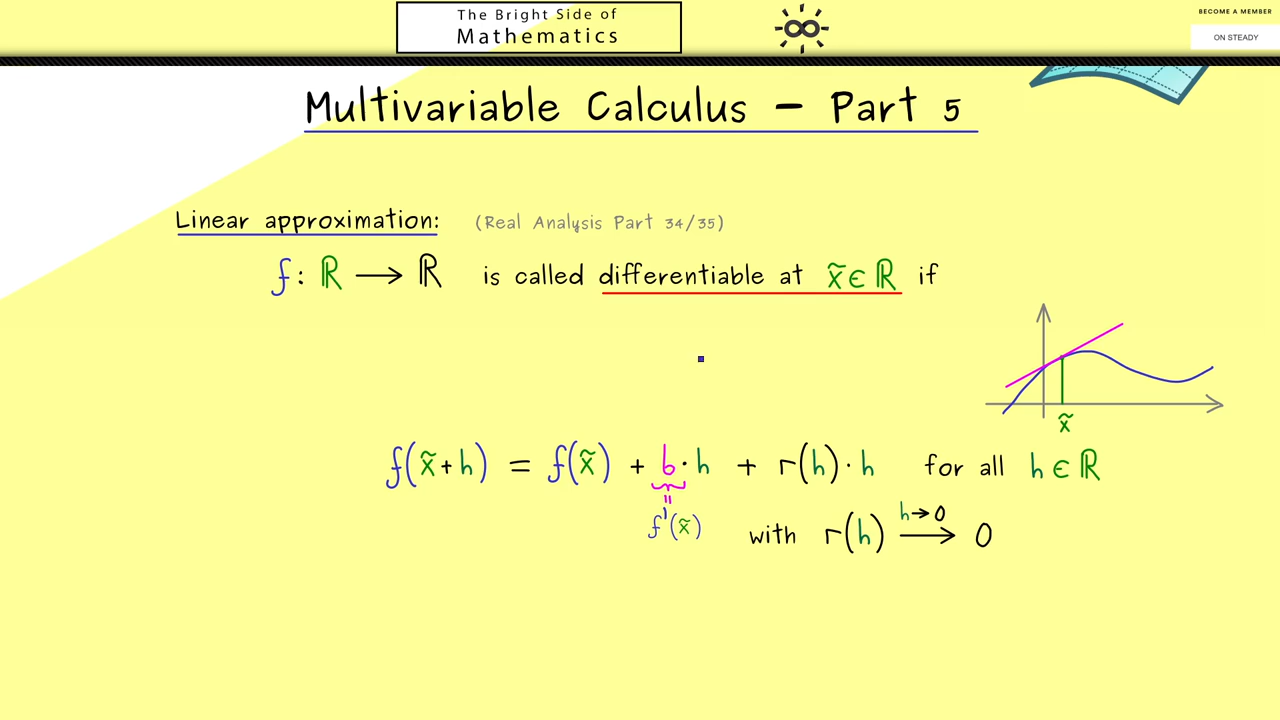 The Bright Side of
Mathematics
BECOME A MEMBER
ON STEADY
Multivariable Calculus – Part 5
Linear approximation: (Real Analysis Part 34/35)
f: ℝ → ℝ is called differentiable at x̃ ∈ ℝ if
x̃
f(x̃+h) = f(x̃) + b·h + r(h)·h for all h ∈ ℝ
=
f'(x̃) with r(h) → 0
h→0